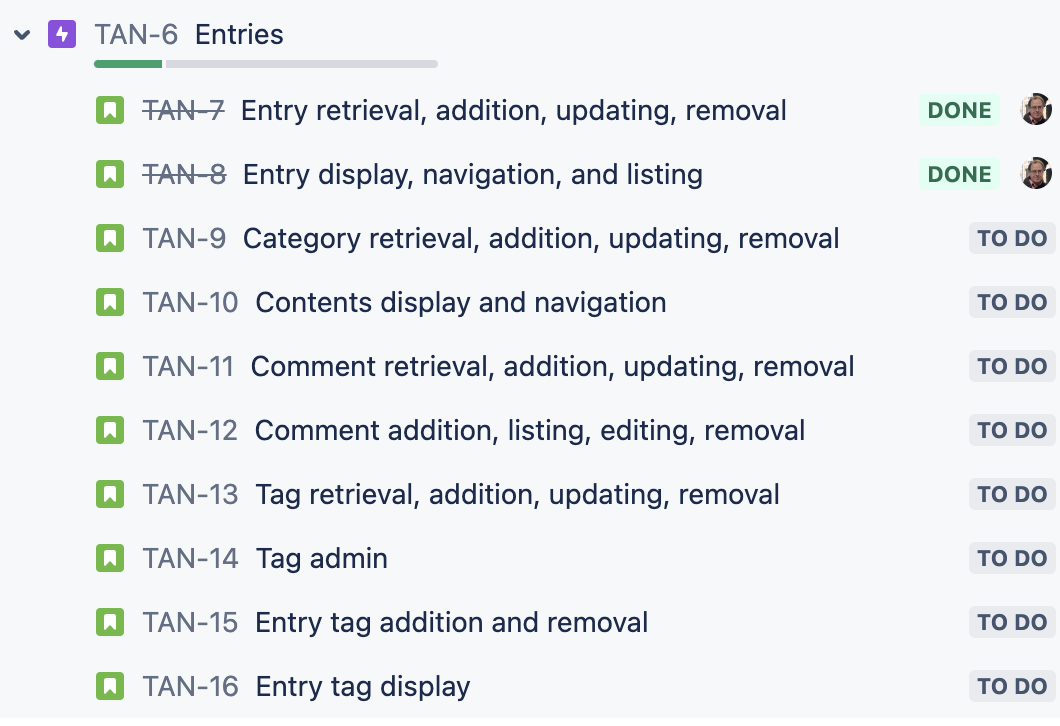 TAN-6 Entries
TAN-7 Entry retrieval, addition, updating, removal DONE
TAN-8 Entry display, navigation, and listing DONE
TAN-9 Category retrieval, addition, updating, removal TO DO
TAN-10 Contents display and navigation TO DO
TAN-11 Comment retrieval, addition, updating, removal TO DO
TAN-12 Comment addition, listing, editing, removal TO DO
TAN-13 Tag retrieval, addition, updating, removal TO DO
TAN-14 Tag admin TO DO
TAN-15 Entry tag addition and removal TO DO
TAN-16 Entry tag display TO DO